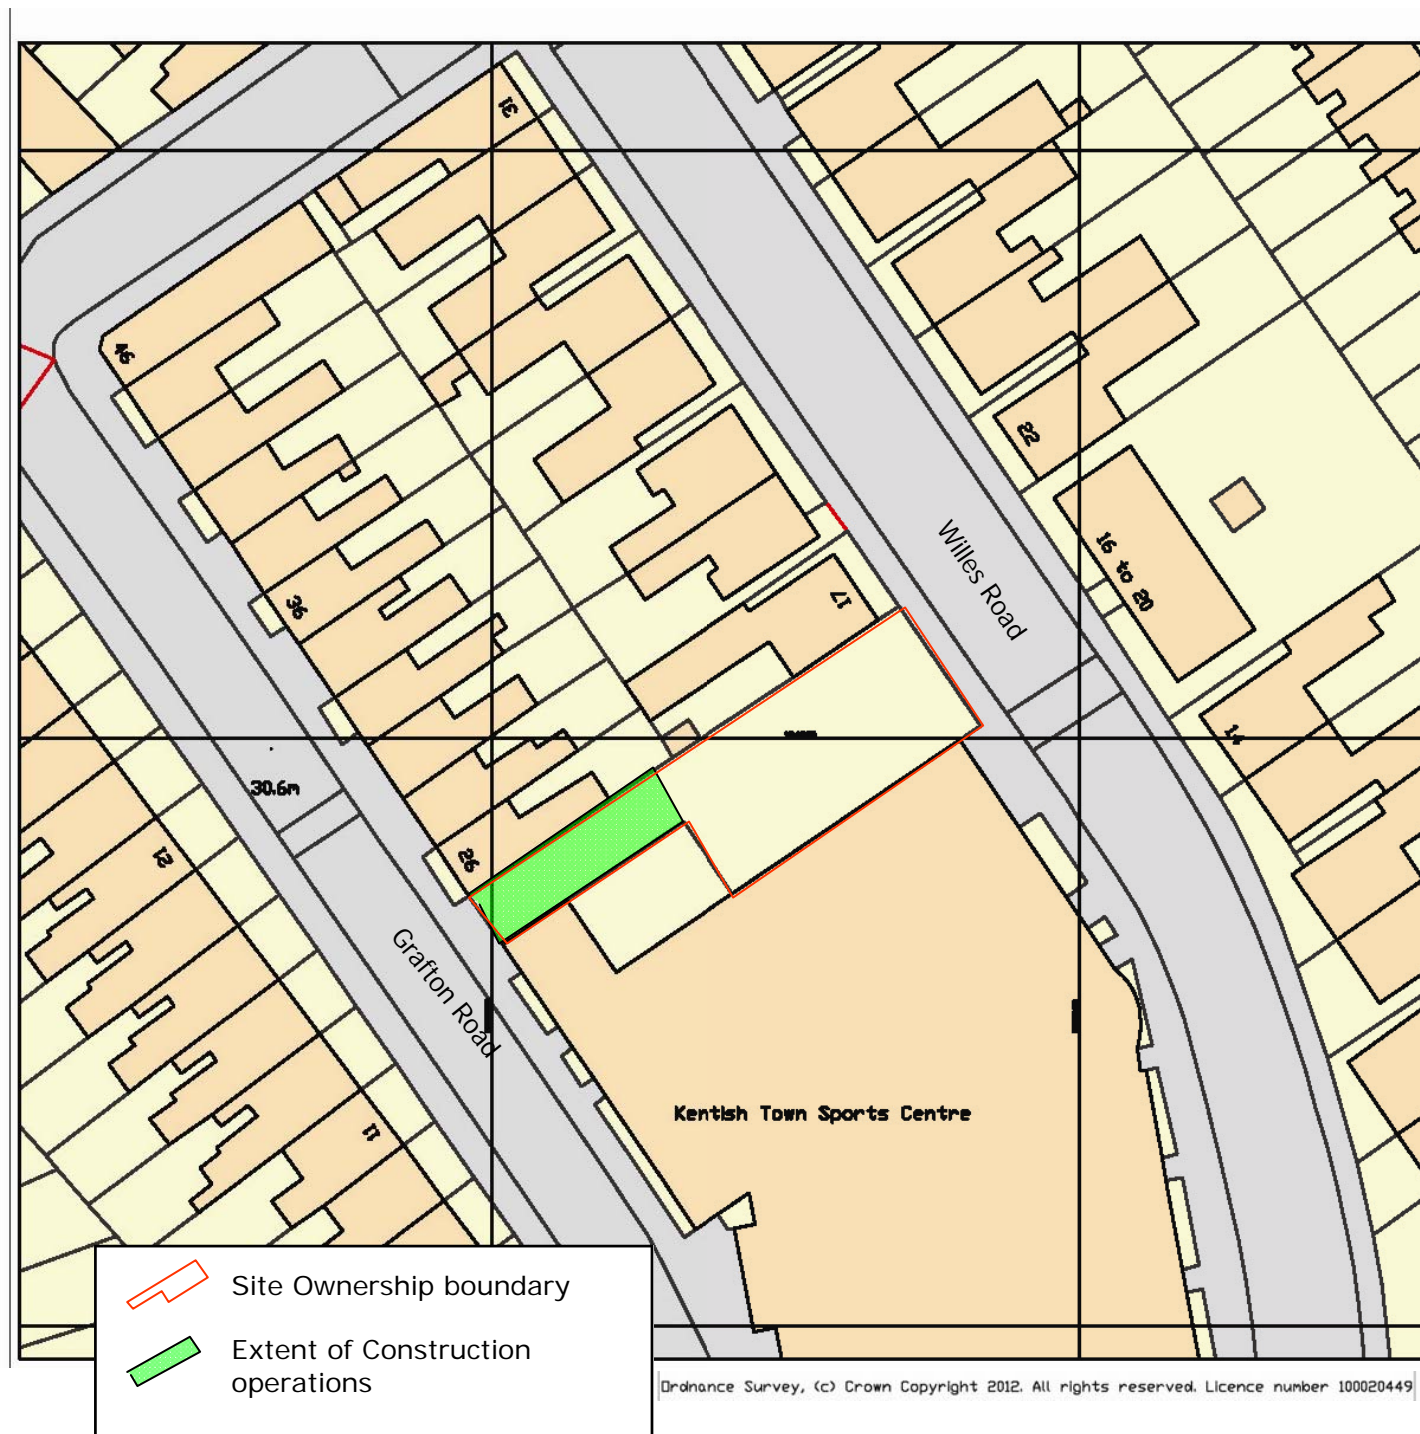 31
46
22
16 to 20
Willes Road
36
17
14
30.6m
21
26
Grafton Road
Kentish Town Sports Centre
11
Site Ownership boundary
Extent of Construction
operations
Ordnance Survey, (c) Crown Copyright 2012. All rights reserved. Licence number 100020449